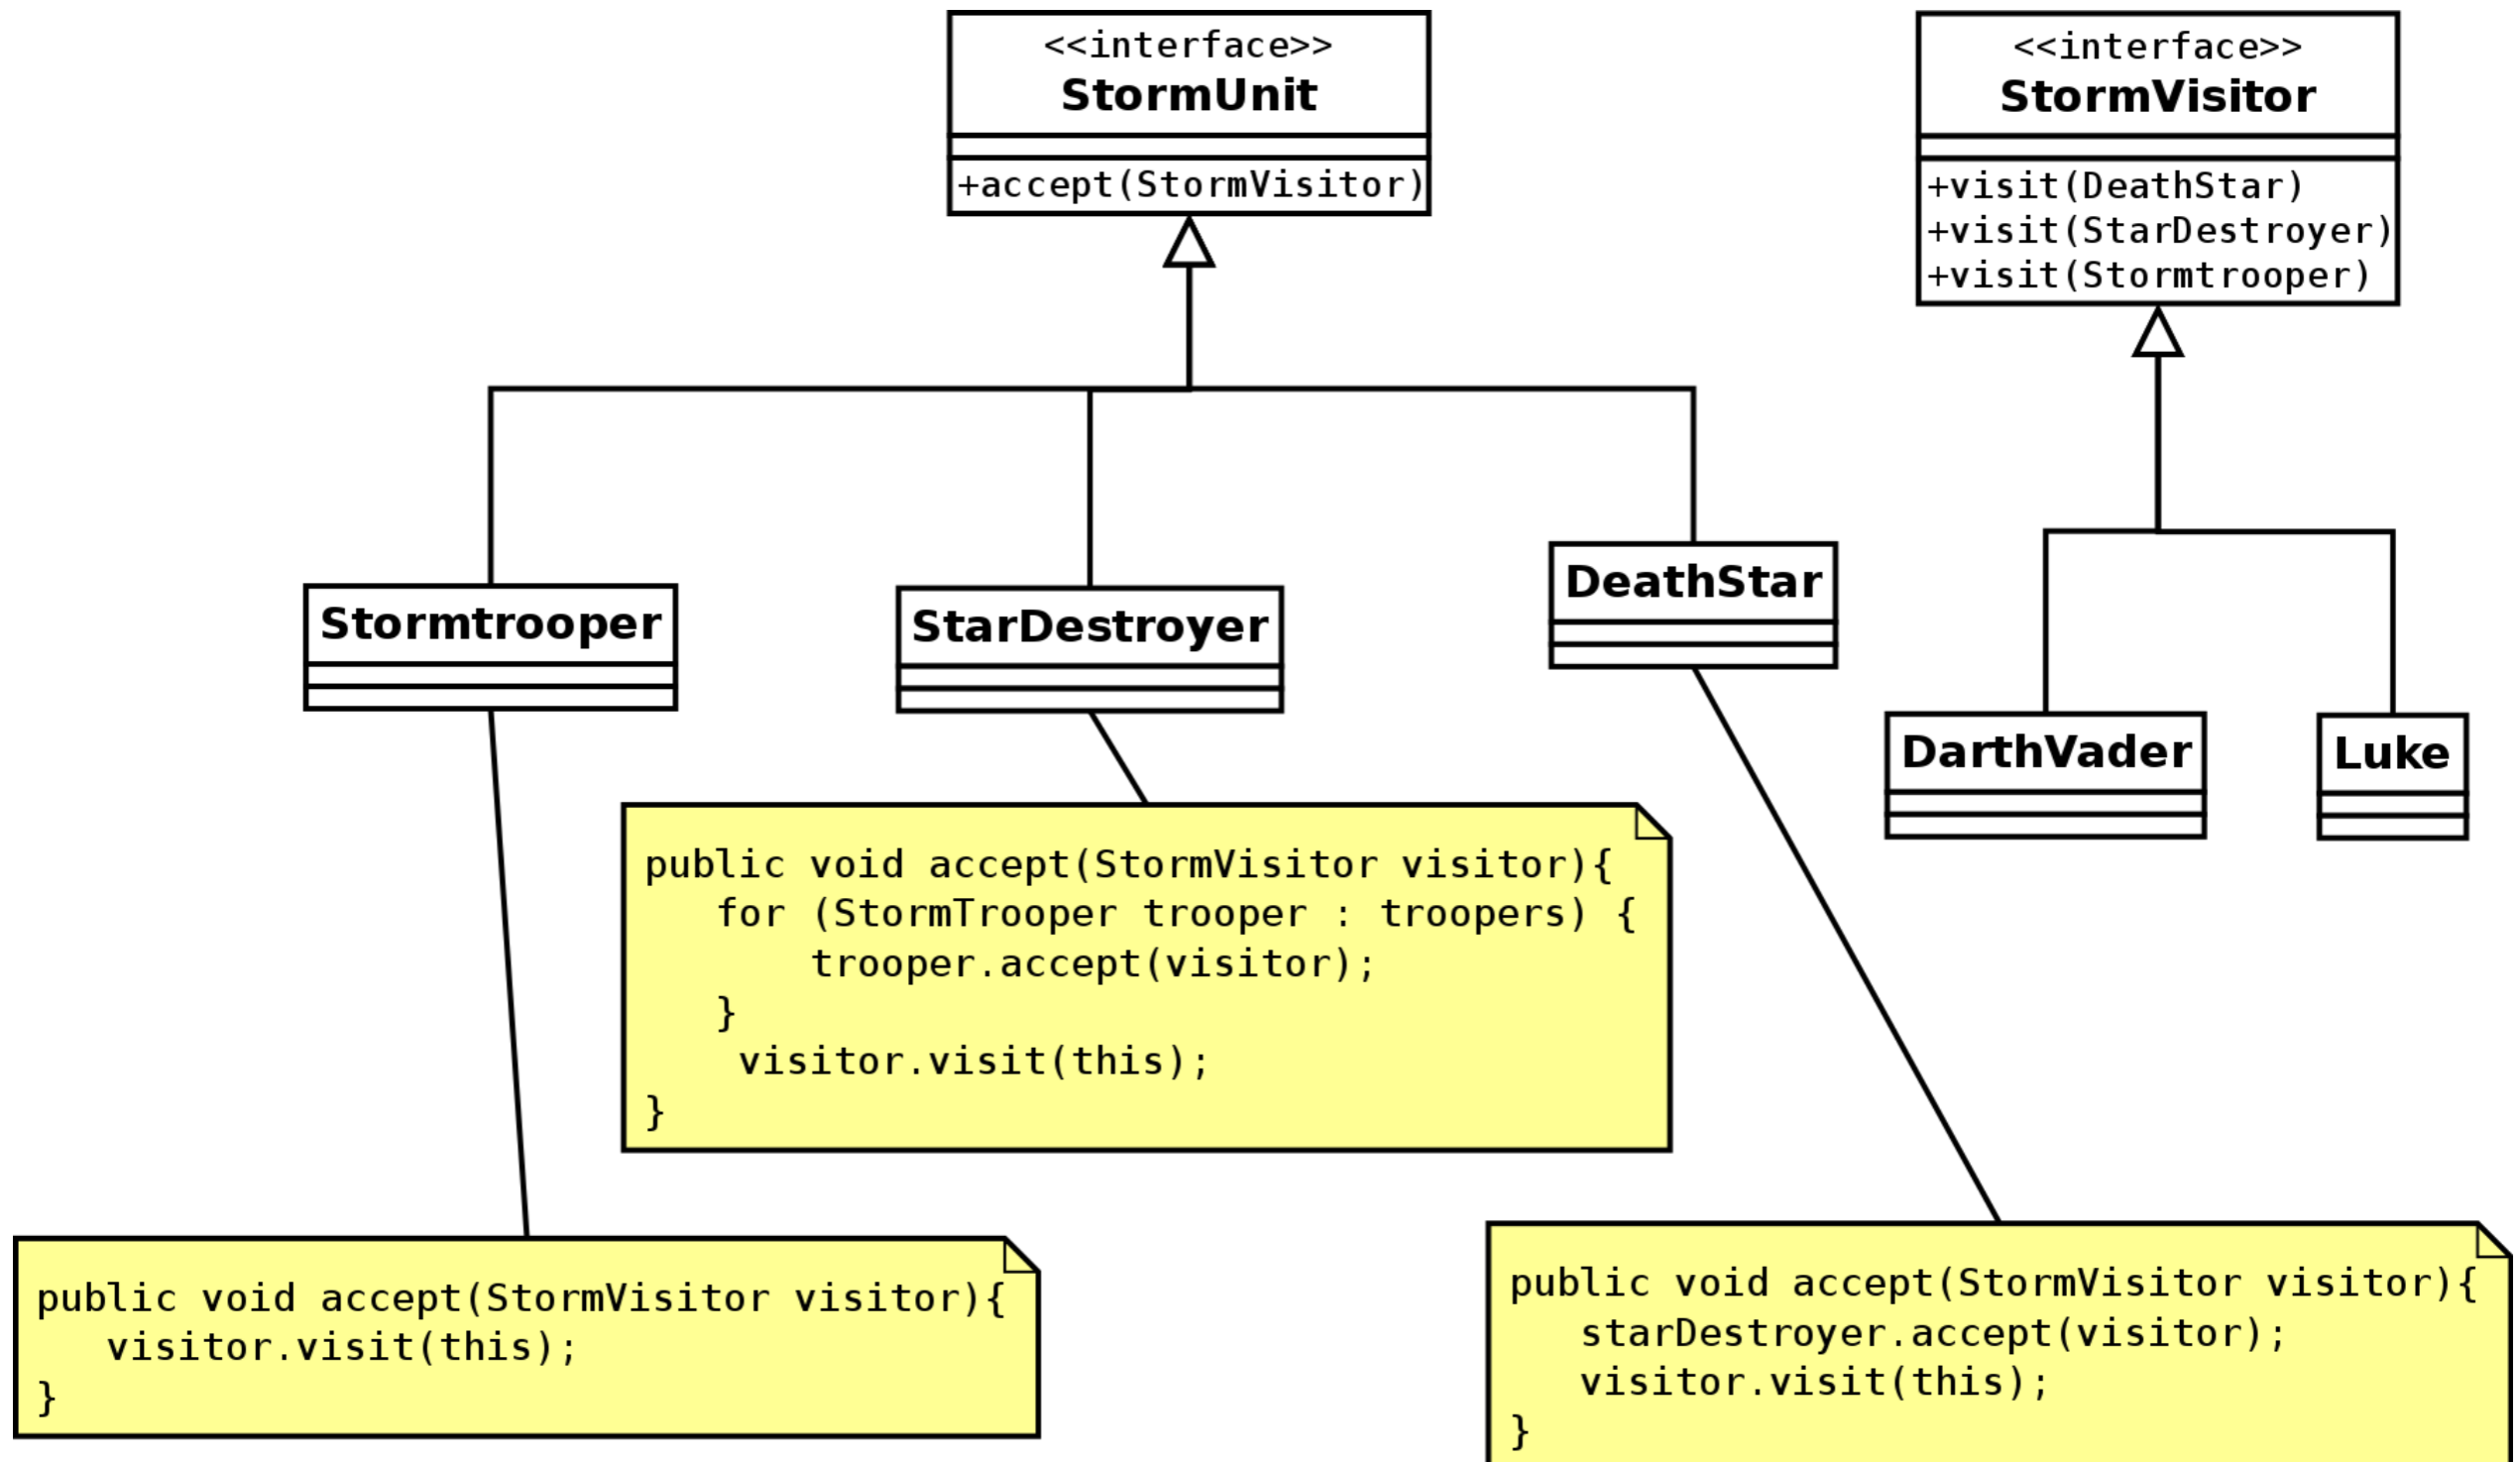 <<interface>>
StormUnit
+accept(StormVisitor)
<<interface>>
StormVisitor
+visit(DeathStar)
+visit(StarDestroyer)
+visit(Stormtrooper)
Stormtrooper
StarDestroyer
DeathStar
DarthVader
Luke
public void accept(StormVisitor visitor){
for (StormTrooper trooper : troopers) {
trooper.accept(visitor);
}
visitor.visit(this);
}
public void accept(StormVisitor visitor){
visitor.visit(this);
}
public void accept(StormVisitor visitor){
starDestroyer.accept(visitor);
visitor.visit(this);
}